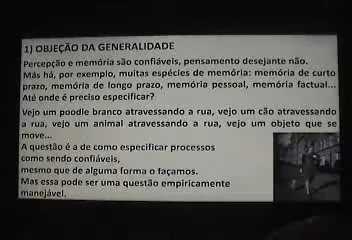 1) OBJEÇÃO DA GENERALIDADE
Percepção e memória são confiáveis, pensamento desejante não.
Más há, por exemplo, muitas espécies de memória: memória de curto
prazo, memória de longo prazo, memória pessoal, memória factual...
Até onde é preciso especificar?
Vejo um poodle branco atravessando a rua, vejo um cão atravessando
a rua, vejo um animal atravessando a rua, vejo um objeto que se
move...
A questão é a de como especificar processos
como sendo confiáveis,
mesmo que de alguma forma o façamos.
Mas essa pode ser uma questão empiricamente
manejável.